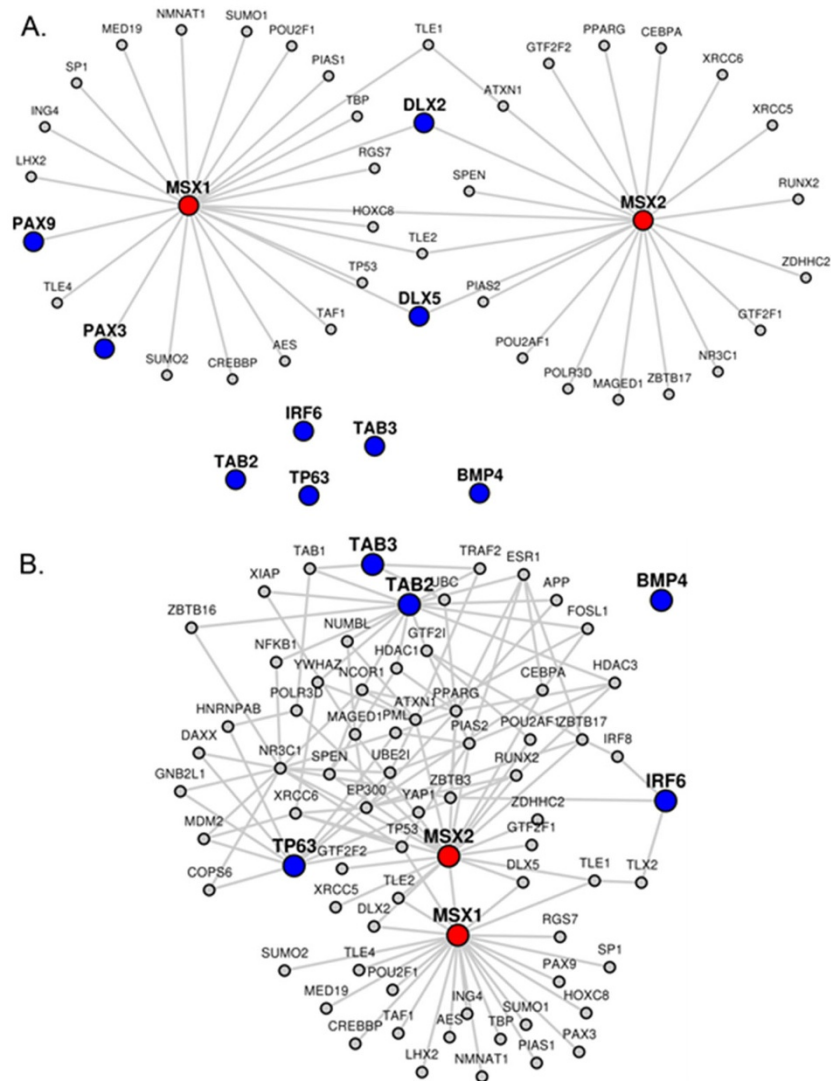 A.
NMNAT1
SUMO1
MED19
POU2F1
TLE1
PPARG
CEBPA
GTF2F2
SP1
PIAS1
XRCC6
ATXN1
ING4
TBP
DLX2
XRCC5
LHX2
RGS7
MSX1
SPEN
MSX2
RUNX2
PAX9
HOXC8
TLE2
ZDHHC2
TLE4
TP53
DLX5
PIAS2
PAX3
TAF1
GTF2F1
SUMO2
CREBBP
AES
POU2AF1
POLR3D
MAGED1
ZBTB17
NR3C1
IRF6
TAB3
TAB2
TP63
BMP4
B.
TAB3
TAB1
TRAF2
ESR1
XIAP
TAB2
UBC
APP
BMP4
ZBTB16
NUMBL
GTF2I
FOSL1
NFKB1
HDAC1
YWHAZ
NCOR1
PPARG
CEBPA
HDAC3
POLR3D
ATXN1
HNRNPAB
MAGED1
PML
PIAS2
POU2AF1
ZBTB17
DAXX
NR3C1
SPEN
UBE2I
RUNX2
IRF8
GNB2L1
XRCC6
EP300
YAP1
ZBTB3
IRF6
MDM2
TP53
ZDHHC2
TP63
GTF2F2
MSX2
GTF2F1
COPS6
XRCC5
TLE2
DLX5
TLE1
TLX2
DLX2
MSX1
RGS7
SUMO2
TLE4
SP1
POU2F1
PAX9
MED19
ING4
SUMO1
HOXC8
CREBBP
TAF1
AES
TBP
PIAS1
PAX3
LHX2
NMNAT1